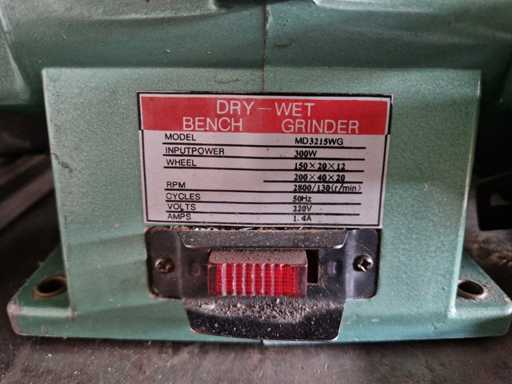 DRY-WET
BENCH GRINDER
MODEL MD3215WG
INPUTPOWER 300W
WHEEL 150×20×12
200×40×20
RPM 2800/130(r/min)
CYCLES 50Hz
VOLTS 220V
AMPS 1.4A